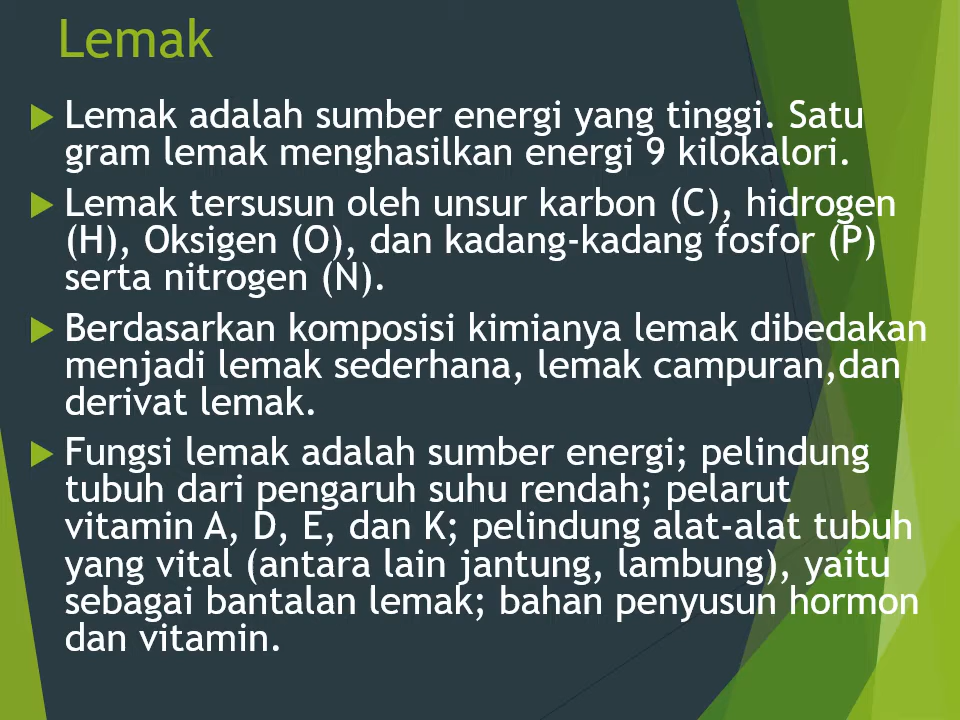 Lemak
Lemak adalah sumber energi yang tinggi. Satu
gram lemak menghasilkan energi 9 kilokalori.
Lemak tersusun oleh unsur karbon (C), hidrogen
(H), Oksigen (O), dan kadang-kadang fosfor (P)
serta nitrogen (N).
Berdasarkan komposisi kimianya lemak dibedakan
menjadi lemak sederhana, lemak campuran,dan
derivat lemak.
Fungsi lemak adalah sumber energi; pelindung
tubuh dari pengaruh suhu rendah; pelarut
vitamin A, D, E, dan K; pelindung alat-alat tubuh
yang vital (antara lain jantung, lambung), yaitu
sebagai bantalan lemak; bahan penyusun hormon
dan vitamin.